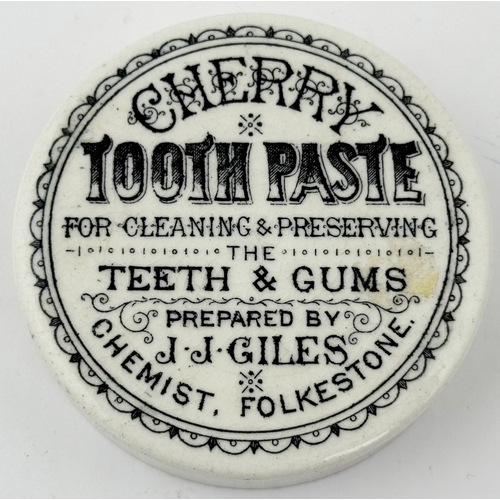 CHERRY
TOOTH PASTE
FOR CLEANING & PRESERVING
THE
TEETH & GUMS
PREPARED BY
J·J·GILES
CHEMIST, FOLKESTONE.